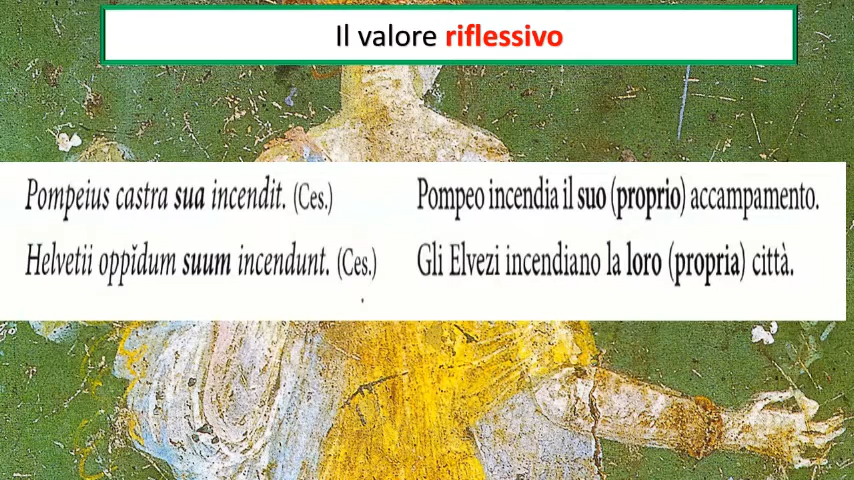 Il valore riflessivo
Pompeius castra sua incendit. (Ces.) Pompeo incendia il suo (proprio) accampamento.
Helvetii oppĭdum suum incendunt. (Ces.) Gli Elvezi incendiano la loro (propria) città.